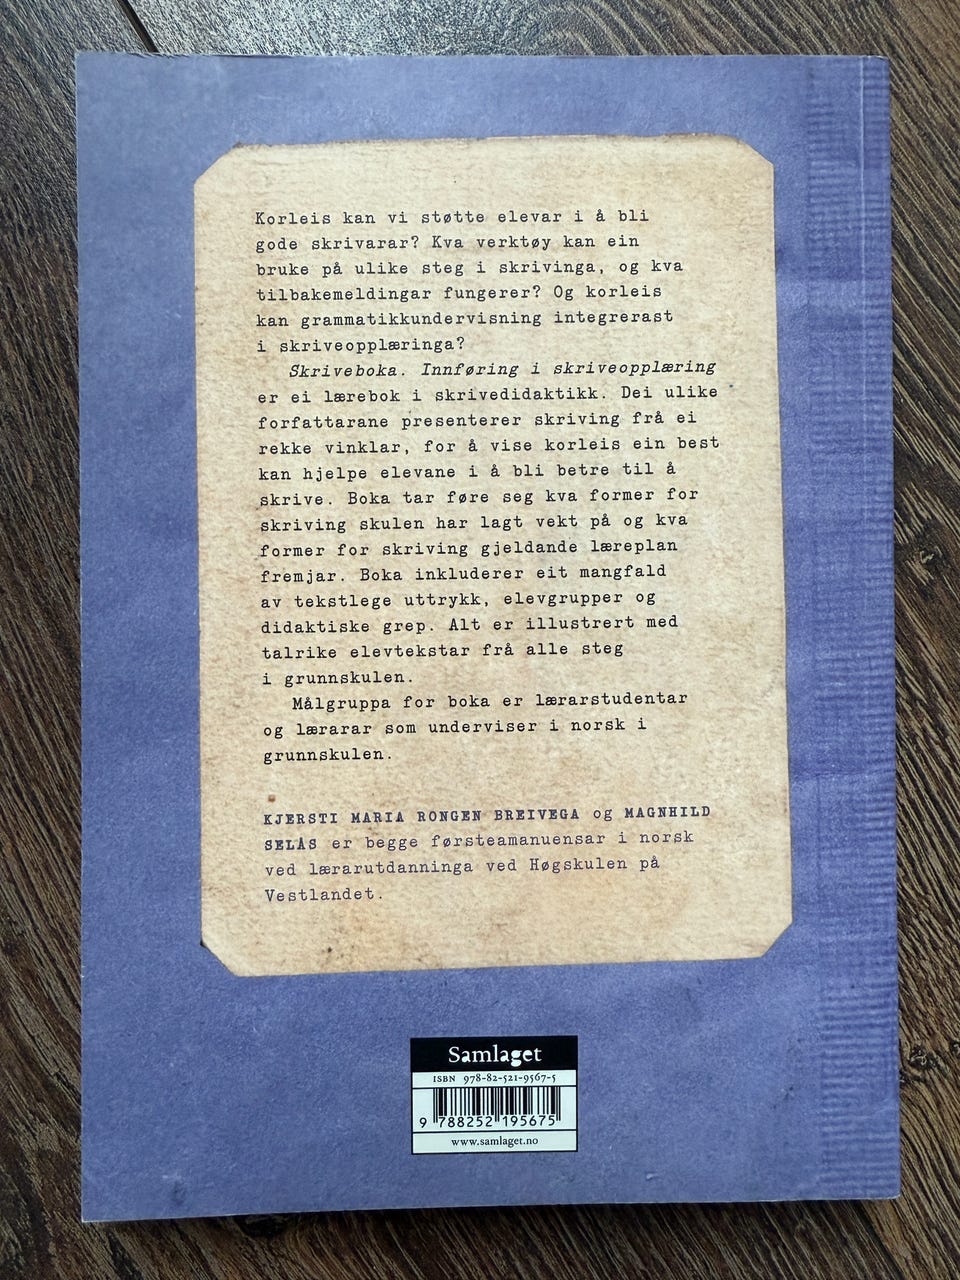 Korleis kan vi støtte elevar i å bli
gode skrivarar? Kva verktøy kan ein
bruke på ulike steg i skrivinga, og kva
tilbakemeldingar fungerer? Og korleis
kan grammatikkundervisning integrerast
i skriveopplæringa?
Skriveboka. Innføring i skriveopplæring
er ei lærebok i skrivedidaktikk. Dei ulike
forfattarane presenterer skriving frå ei
rekke vinklar, for å vise korleis ein best
kan hjelpe elevane i å bli betre til å
skrive. Boka tar føre seg kva former for
skriving skulen har lagt vekt på og kva
former for skriving gjeldande læreplan
fremjar. Boka inkluderer eit mangfald
av tekstlege uttrykk, elevgrupper og
didaktiske grep. Alt er illustrert med
talrike elevtekstar frå alle steg
i grunnskulen.
Målgruppa for boka er lærarstudentar
og lærarar som underviser i norsk i
grunnskulen.
KJERSTI MARIA RONGEN BREIVEGA og MAGNHILD
SELÅS er begge førsteamanuensar i norsk
ved lærarutdanninga ved Høgskulen på
Vestlandet.
Samlaget
ISBN 978-82-521-9567-5
9 788252 195675
www.samlaget.no